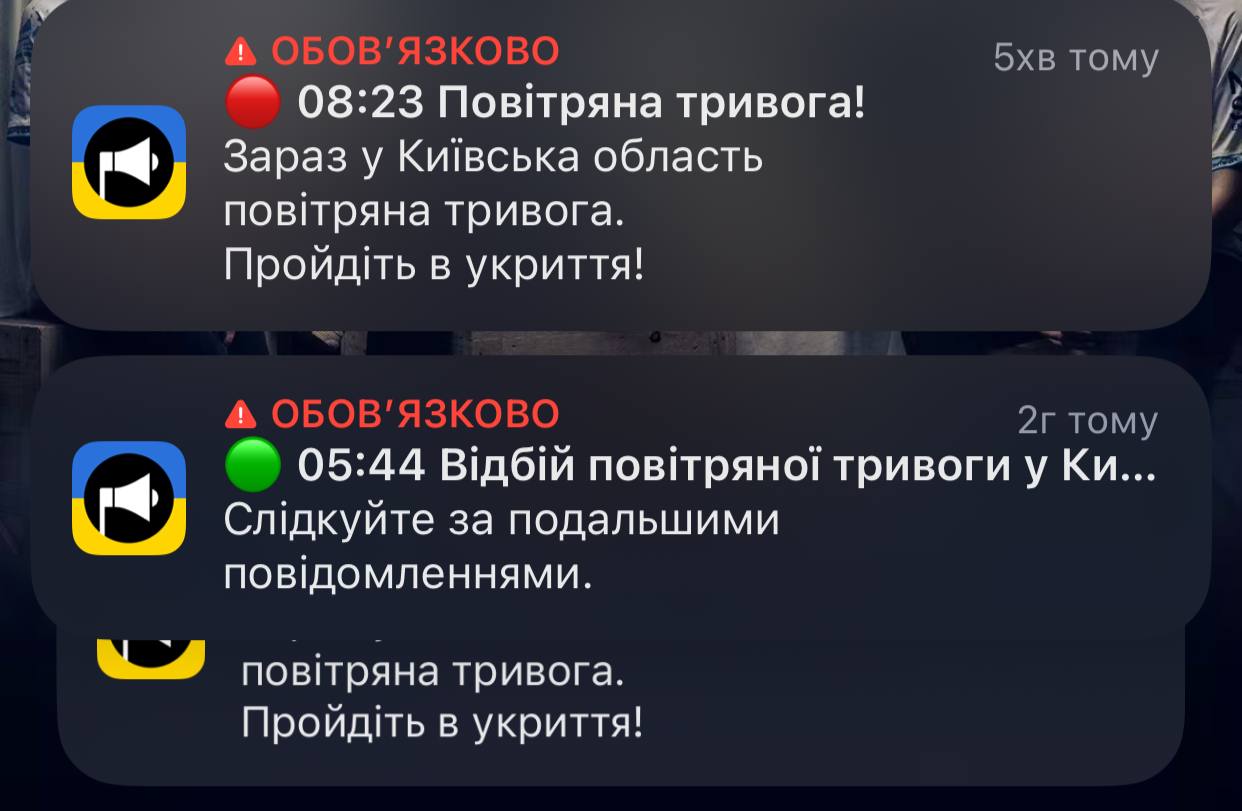 ОБОВ’ЯЗКОВО
5хв тому
08:23 Повітряна тривога!
Зараз у Київська область
повітряна тривога.
Пройдіть в укриття!
ОБОВ’ЯЗКОВО
2г тому
05:44 Відбій повітряної тривоги у Ки...
Слідкуйте за подальшими
повідомленнями.
повітряна тривога.
Пройдіть в укриття!